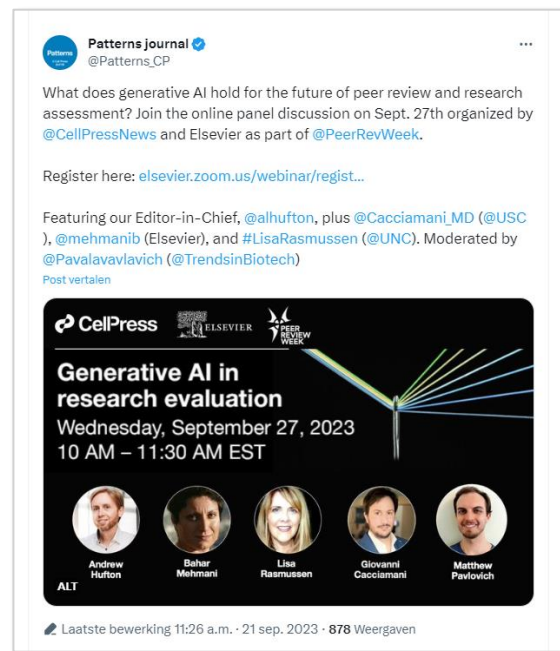 Patterns
Patterns journal
@Patterns_CP
What does generative AI hold for the future of peer review and research
assessment? Join the online panel discussion on Sept. 27th organized by
@CellPressNews and Elsevier as part of @PeerRevWeek.
Register here: elsevier.zoom.us/webinar/regist...
Featuring our Editor-in-Chief, @alhufton, plus @Cacciamani_MD (@USC
), @mehmanib (Elsevier), and #LisaRasmussen (@UNC). Moderated by
@Pavalavavlavich (@TrendsinBiotech)
Post vertalen
CellPress
ELSEVIER
PEER
REVIEW
WEEK
Generative AI in
research evaluation
Wednesday, September 27, 2023
10 AM – 11:30 AM EST
Andrew
Hufton
Bahar
Mehmani
Lisa
Rasmussen
Giovanni
Cacciamani
Matthew
Pavlovich
ALT
Laatste bewerking 11:26 a.m. · 21 sep. 2023 · 878 Weergaven